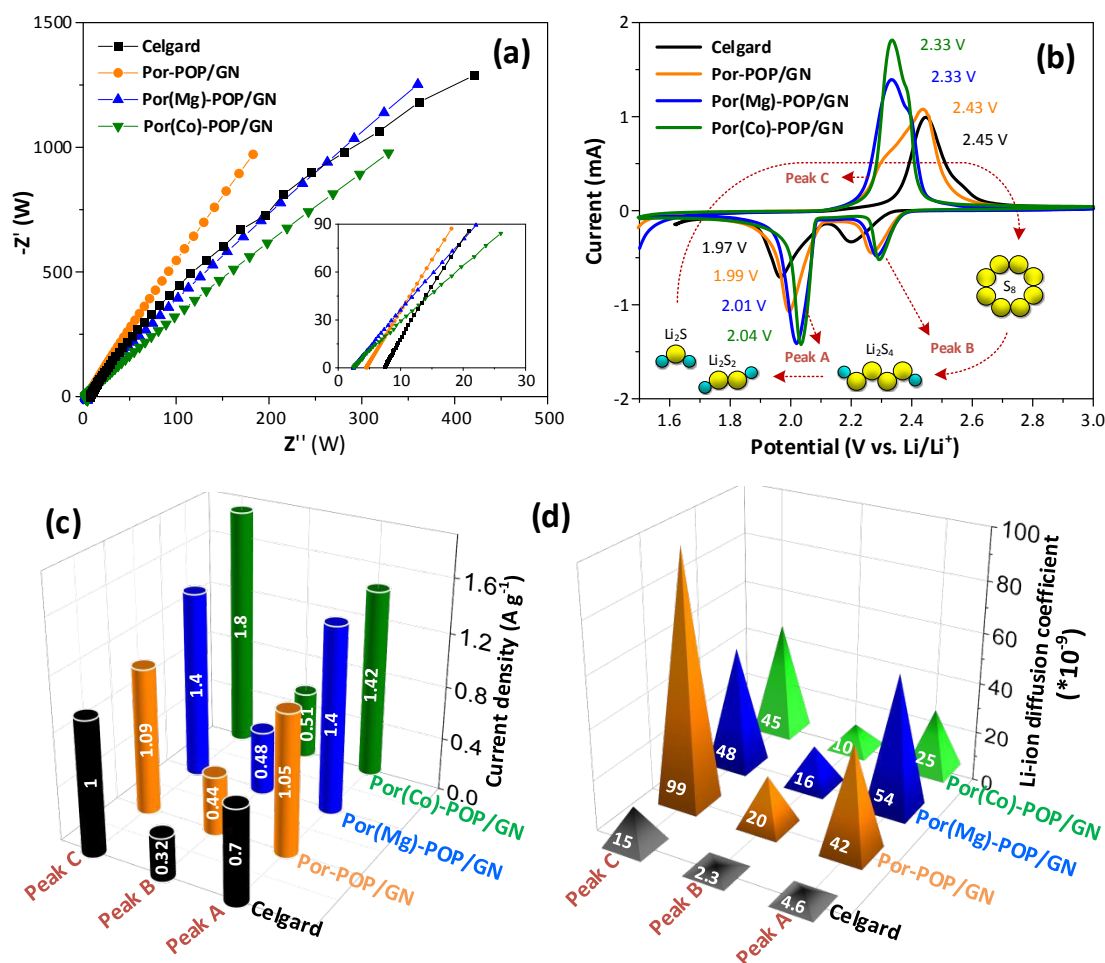 (a)
Celgard
Por-POP/GN
Por(Mg)-POP/GN
Por(Co)-POP/GN
1500
1000
500
0
-Z' (W)
0
100
200
300
400
500
Z'' (W)
90
60
30
0
0
10
20
30
(b)
Celgard
Por-POP/GN
Por(Mg)-POP/GN
Por(Co)-POP/GN
2.33 V
2.33 V
2.43 V
2.45 V
Peak C
1.97 V
1.99 V
2.01 V
2.04 V
Peak A
Peak B
S₈
Li₂S
Li₂S₂
Li₂S₄
2
1
0
-1
-2
Current (mA)
1.6
1.8
2.0
2.2
2.4
2.6
2.8
3.0
Potential (V vs. Li/Li⁺)
(c)
1
1.09
1.4
1.8
0.32
0.44
0.48
0.51
0.7
1.05
1.4
1.42
Peak C
Peak B
Peak A
Celgard
Por-POP/GN
Por(Mg)-POP/GN
Por(Co)-POP/GN
1.6
1.2
0.8
0.4
0.0
Current density (A g⁻¹)
(d)
15
99
48
45
2.3
20
16
10
4.6
42
54
25
Peak C
Peak B
Peak A
Celgard
Por-POP/GN
Por(Mg)-POP/GN
Por(Co)-POP/GN
100
80
60
40
20
0
Li-ion diffusion coefficient
(*10⁻⁹)